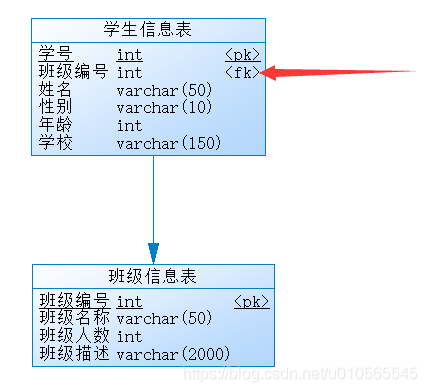 学生信息表
学号 int <pk>
班级编号 int <fk>
姓名 varchar(50)
性别 varchar(10)
年龄 int
学校 varchar(150)
班级信息表
班级编号 int <pk>
班级名称 varchar(50)
班级人数 int
班级描述 varchar(2000)
https://blog.csdn.net/u010565545